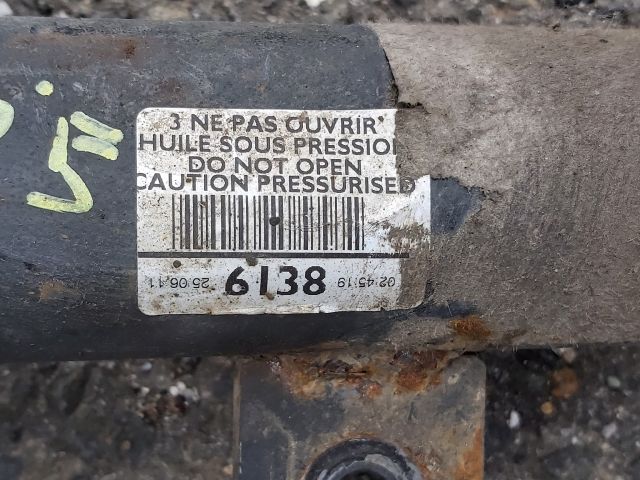 3 NE PAS OUVRIR
HUILE SOUS PRESSIO
DO NOT OPEN
CAUTION PRESSURISED
25.06.11 6138 02:45:19